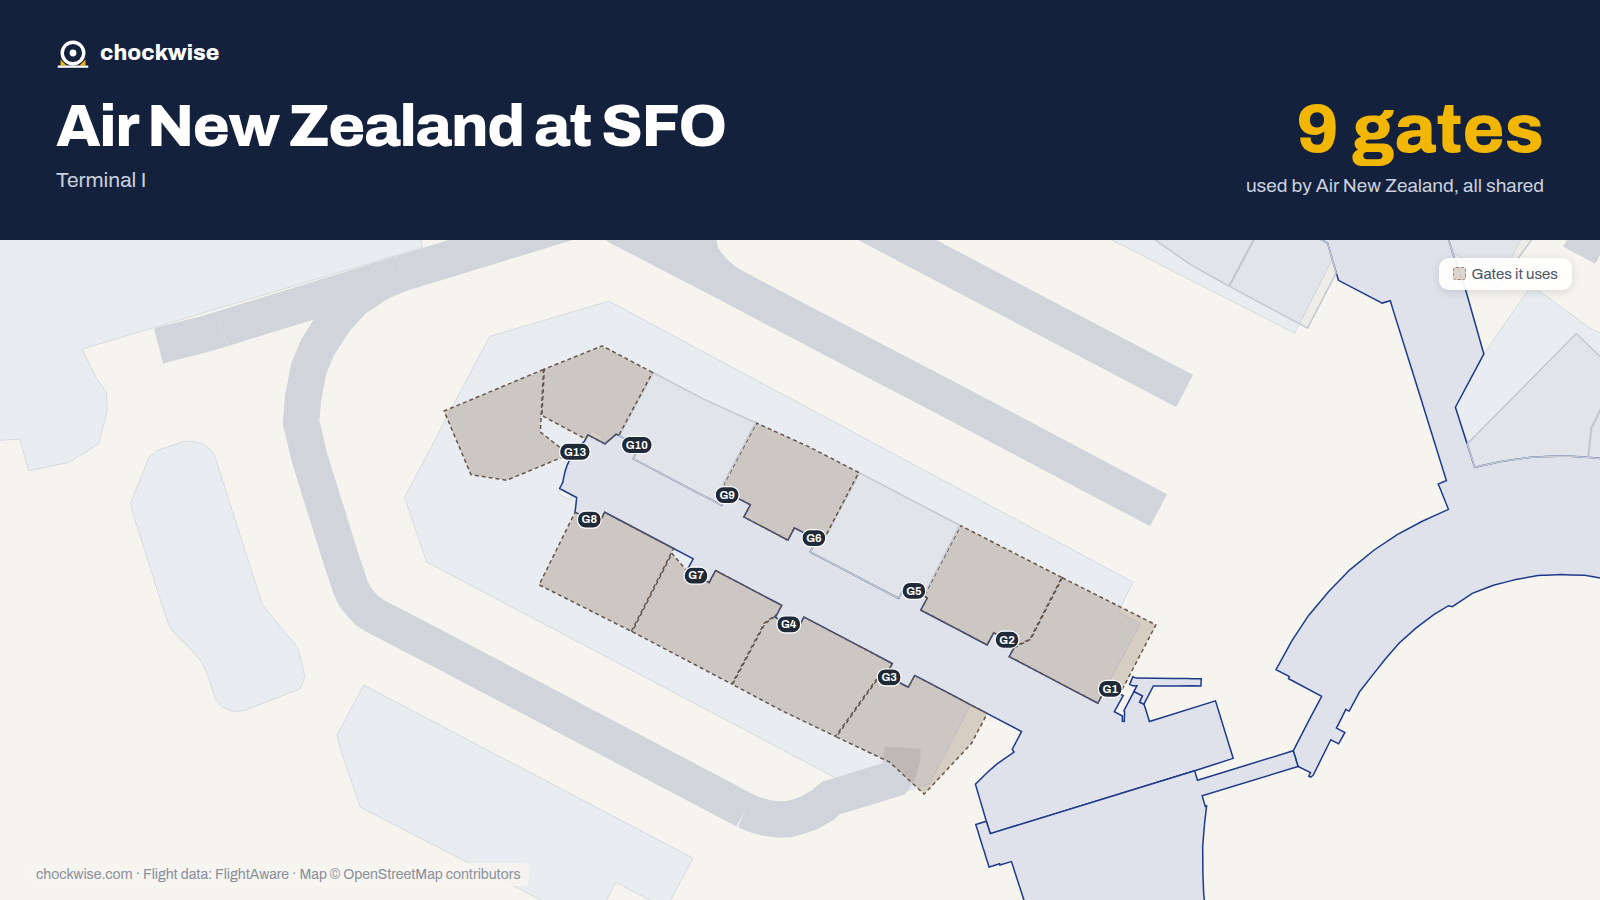 chockwise
Air New Zealand at SFO
Terminal I
9 gates
used by Air New Zealand, all shared
Gates it uses
G13
G10
G9
G8
G6
G7
G5
G4
G2
G3
G1
chockwise.com · Flight data: FlightAware · Map © OpenStreetMap contributors